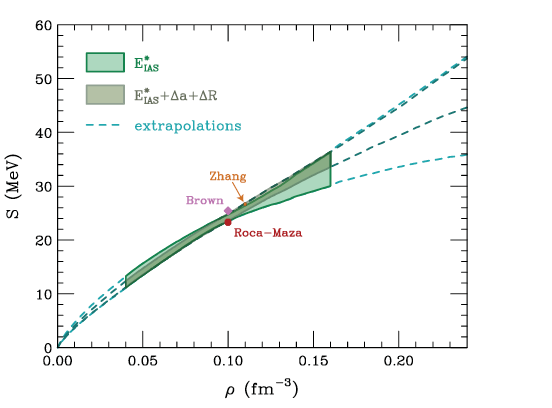 60
50
40
30
20
10
0
S (MeV)
E*IAS
E*IAS+Δa+ΔR
extrapolations
Zhang
Brown
Roca-Maza
0.00 0.05 0.10 0.15 0.20
ρ (fm⁻³)